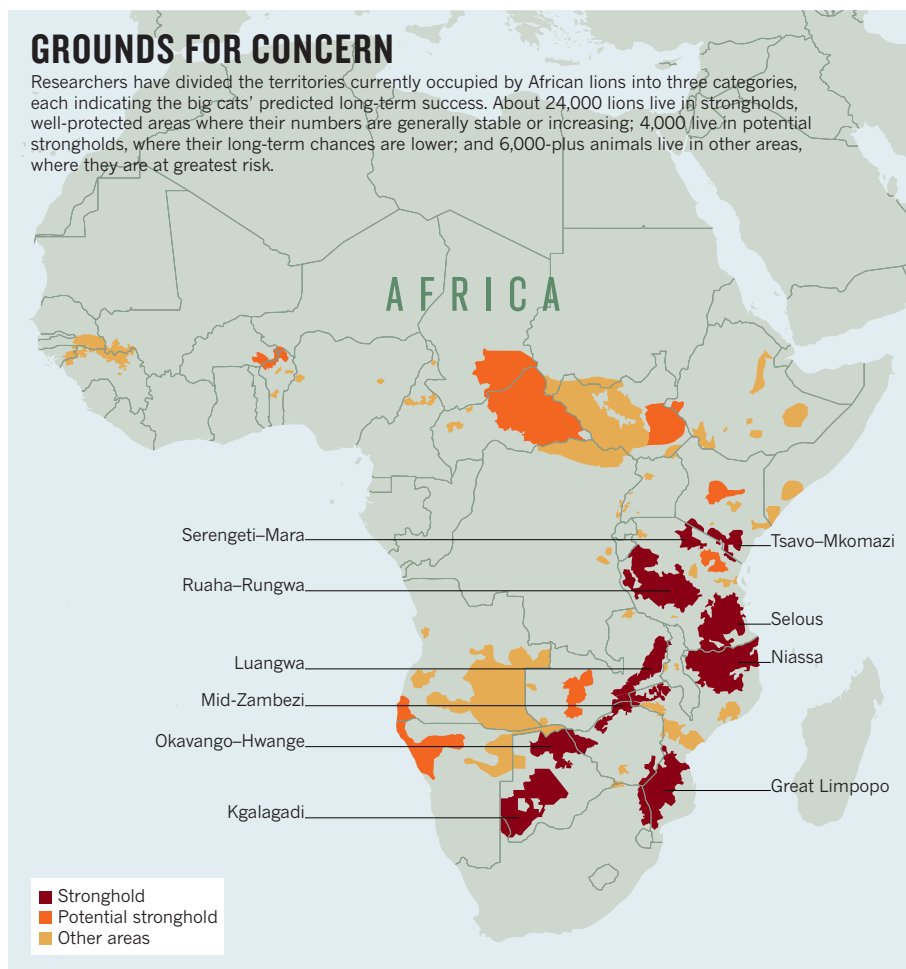 GROUNDS FOR CONCERN
Researchers have divided the territories currently occupied by African lions into three categories,
each indicating the big cats’ predicted long-term success. About 24,000 lions live in strongholds,
well-protected areas where their numbers are generally stable or increasing; 4,000 live in potential
strongholds, where their long-term chances are lower; and 6,000-plus animals live in other areas,
where they are at greatest risk.
AFRICA
Serengeti–Mara
Tsavo–Mkomazi
Ruaha–Rungwa
Selous
Niassa
Luangwa
Mid-Zambezi
Okavango–Hwange
Great Limpopo
Kgalagadi
Stronghold
Potential stronghold
Other areas